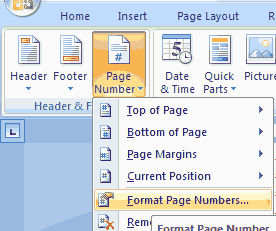 Home Insert Page Layout
Header Footer Page Number Date & Time Quick Parts Picture
Header & F
Top of Page
Bottom of Page
Page Margins
Current Position
Format Page Numbers...
Remo
Format Page Number